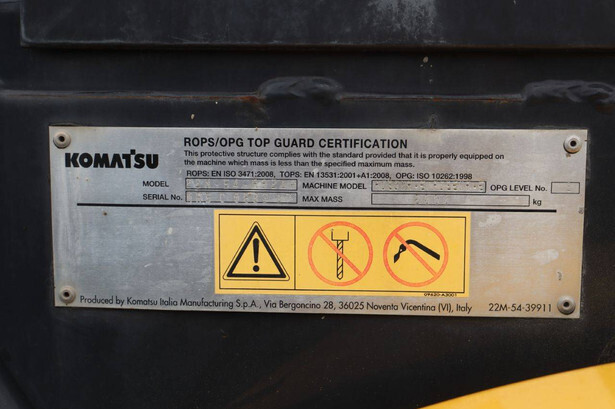 KOMATSU
ROPS/OPG TOP GUARD CERTIFICATION
This protective structure complies with the standard provided that it is properly equipped on
the machine which mass is less than the specified maximum mass.
ROPS: EN ISO 3471:2008, TOPS: EN 13531:2001+A1:2008, OPG: ISO 10262:1998
MODEL MACHINE MODEL OPG LEVEL No.
SERIAL No. MAX MASS kg
09A20-A3001
Produced by Komatsu Italia Manufacturing S.p.A., Via Bergoncino 28, 36025 Noventa Vicentina (VI), Italy 22M-54-39911